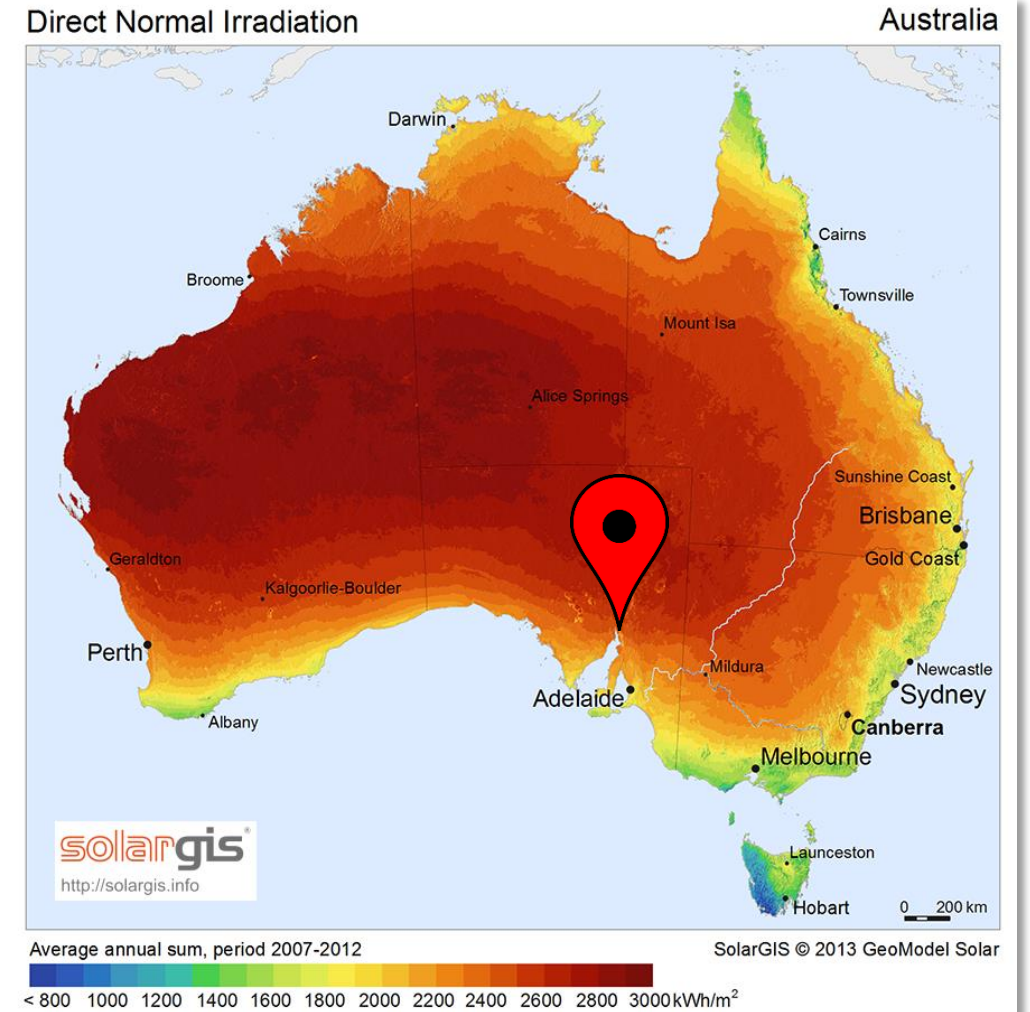 Direct Normal Irradiation
Australia
Darwin
Cairns
Broome
Townsville
Mount Isa
Alice Springs
Sunshine Coast
Brisbane
Gold Coast
Geraldton
Kalgoorlie-Boulder
Perth
Mildura
Newcastle
Adelaide
Sydney
Albany
Canberra
Melbourne
solargis®
http://solargis.info
Launceston
Hobart
0 200 km
Average annual sum, period 2007-2012
SolarGIS © 2013 GeoModel Solar
< 800 1000 1200 1400 1600 1800 2000 2200 2400 2600 2800 3000 kWh/m²